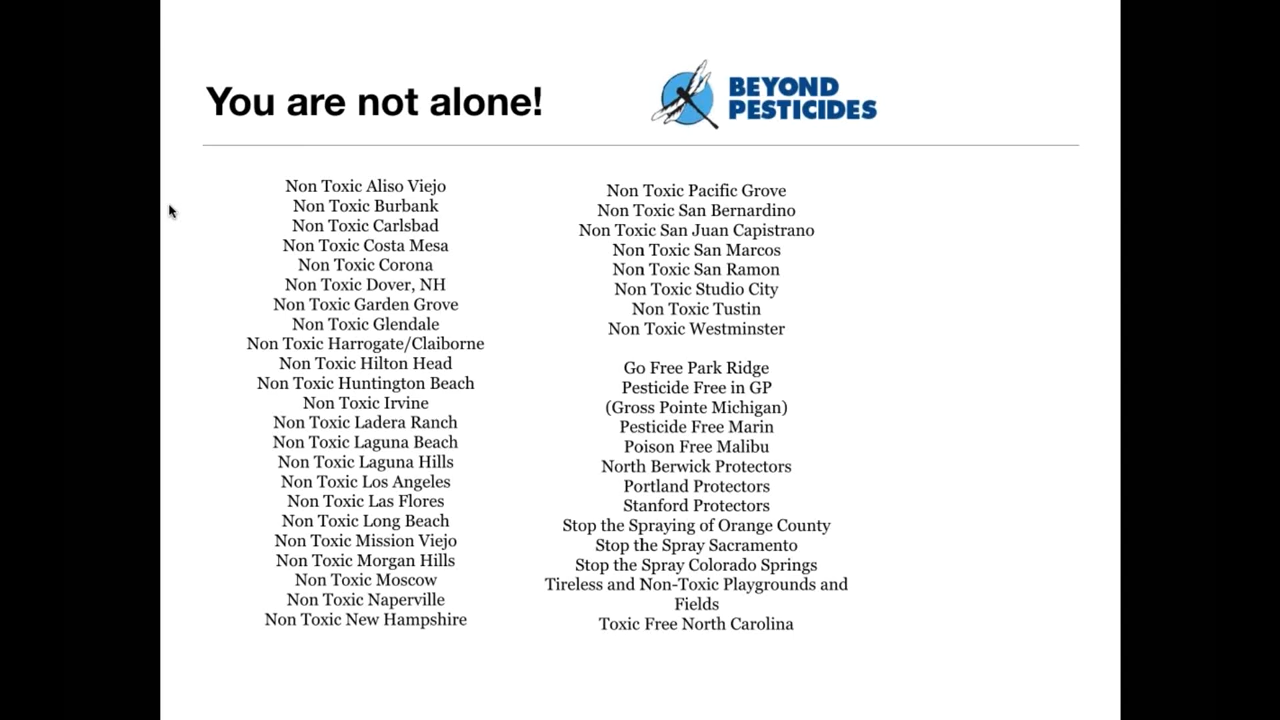 You are not alone!
BEYOND
PESTICIDES
Non Toxic Aliso Viejo
Non Toxic Burbank
Non Toxic Carlsbad
Non Toxic Costa Mesa
Non Toxic Corona
Non Toxic Dover, NH
Non Toxic Garden Grove
Non Toxic Glendale
Non Toxic Harrogate/Claiborne
Non Toxic Hilton Head
Non Toxic Huntington Beach
Non Toxic Irvine
Non Toxic Ladera Ranch
Non Toxic Laguna Beach
Non Toxic Laguna Hills
Non Toxic Los Angeles
Non Toxic Las Flores
Non Toxic Long Beach
Non Toxic Mission Viejo
Non Toxic Morgan Hills
Non Toxic Moscow
Non Toxic Naperville
Non Toxic New Hampshire
Non Toxic Pacific Grove
Non Toxic San Bernardino
Non Toxic San Juan Capistrano
Non Toxic San Marcos
Non Toxic San Ramon
Non Toxic Studio City
Non Toxic Tustin
Non Toxic Westminster
Go Free Park Ridge
Pesticide Free in GP
(Gross Pointe Michigan)
Pesticide Free Marin
Poison Free Malibu
North Berwick Protectors
Portland Protectors
Stanford Protectors
Stop the Spraying of Orange County
Stop the Spray Sacramento
Stop the Spray Colorado Springs
Tireless and Non-Toxic Playgrounds and
Fields
Toxic Free North Carolina